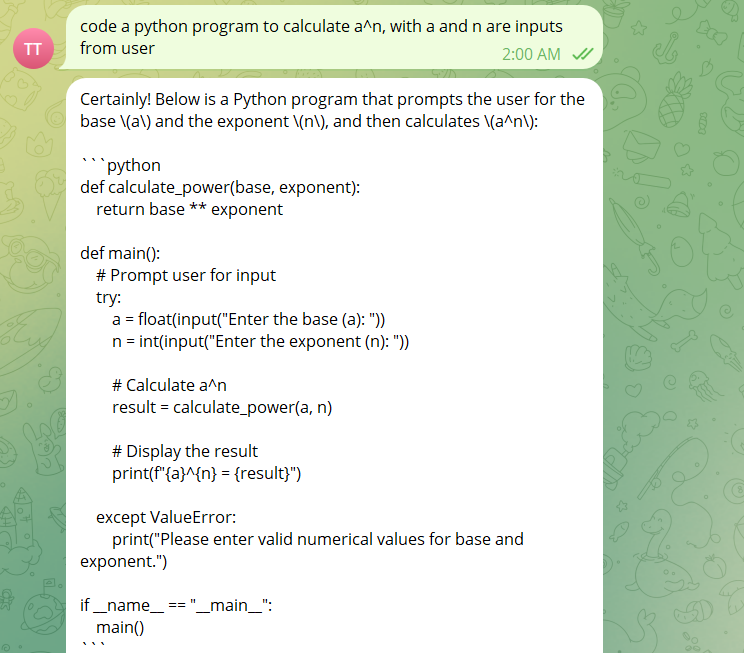 code a python program to calculate a^n, with a and n are inputs
from user
2:00 AM
TT
Certainly! Below is a Python program that prompts the user for the
base \(a\) and the exponent \(n\), and then calculates \(a^n\):
```python
def calculate_power(base, exponent):
    return base ** exponent
def main():
    # Prompt user for input
    try:
        a = float(input("Enter the base (a): "))
        n = int(input("Enter the exponent (n): "))
        # Calculate a^n
        result = calculate_power(a, n)
        # Display the result
        print(f"{a}^{n} = {result}")
    except ValueError:
        print("Please enter valid numerical values for base and
exponent.")
if __name__ == "__main__":
    main()
```